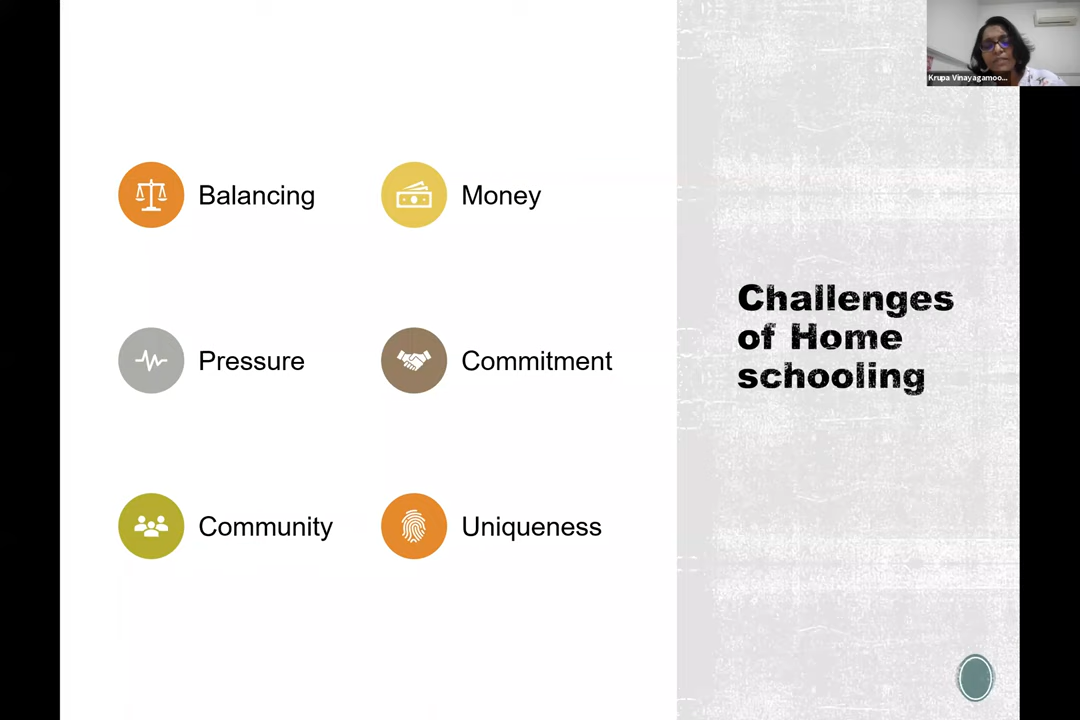 Krupa Vinayagamoo...
Balancing
Money
Pressure
Commitment
Community
Uniqueness
Challenges
of Home
schooling